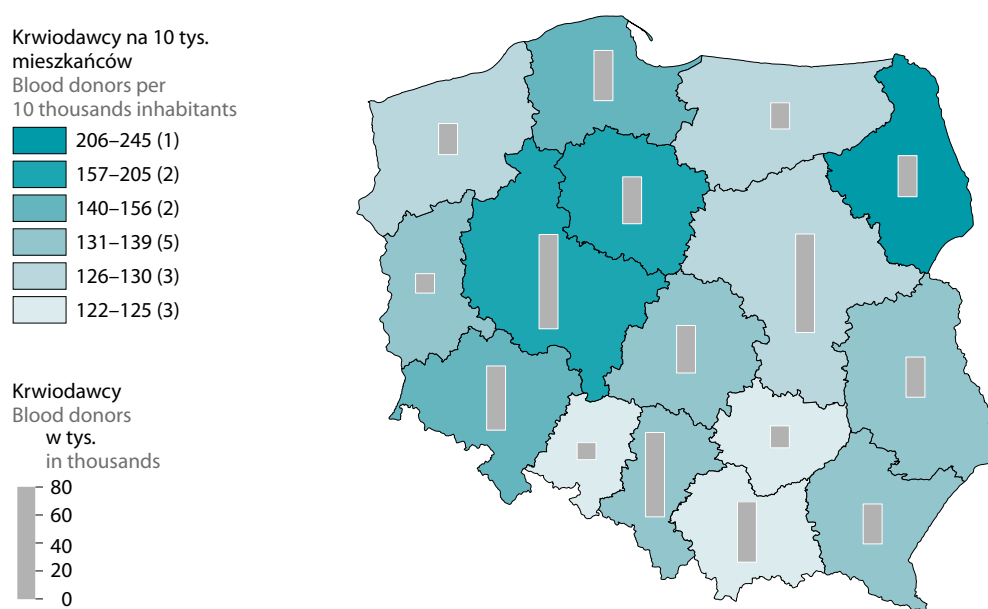 Krwiodawcy na 10 tys.
mieszkańców
Blood donors per
10 thousands inhabitants
206–245 (1)
157–205 (2)
140–156 (2)
131–139 (5)
126–130 (3)
122–125 (3)
Krwiodawcy
Blood donors
w tys.
in thousands
80
60
40
20
0